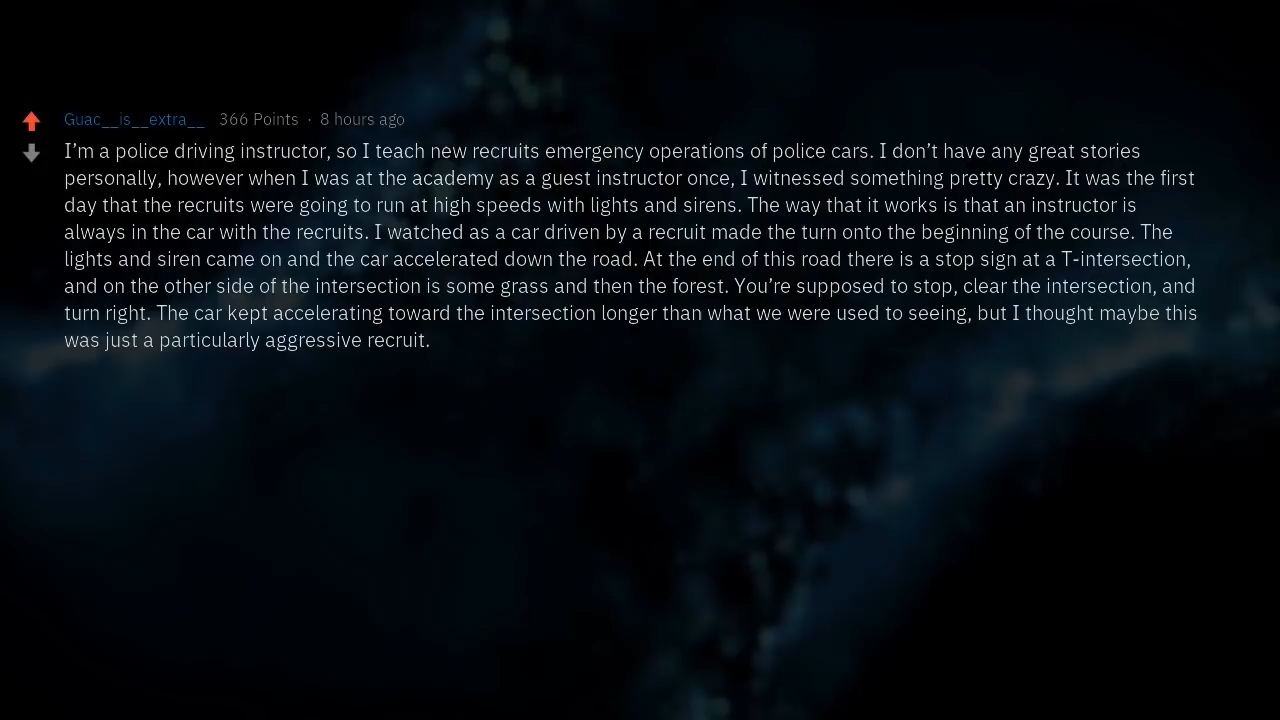 Guac__is__extra__ 366 Points · 8 hours ago
I’m a police driving instructor, so I teach new recruits emergency operations of police cars. I don’t have any great stories
personally, however when I was at the academy as a guest instructor once, I witnessed something pretty crazy. It was the first
day that the recruits were going to run at high speeds with lights and sirens. The way that it works is that an instructor is
always in the car with the recruits. I watched as a car driven by a recruit made the turn onto the beginning of the course. The
lights and siren came on and the car accelerated down the road. At the end of this road there is a stop sign at a T-intersection,
and on the other side of the intersection is some grass and then the forest. You’re supposed to stop, clear the intersection, and
turn right. The car kept accelerating toward the intersection longer than what we were used to seeing, but I thought maybe this
was just a particularly aggressive recruit.